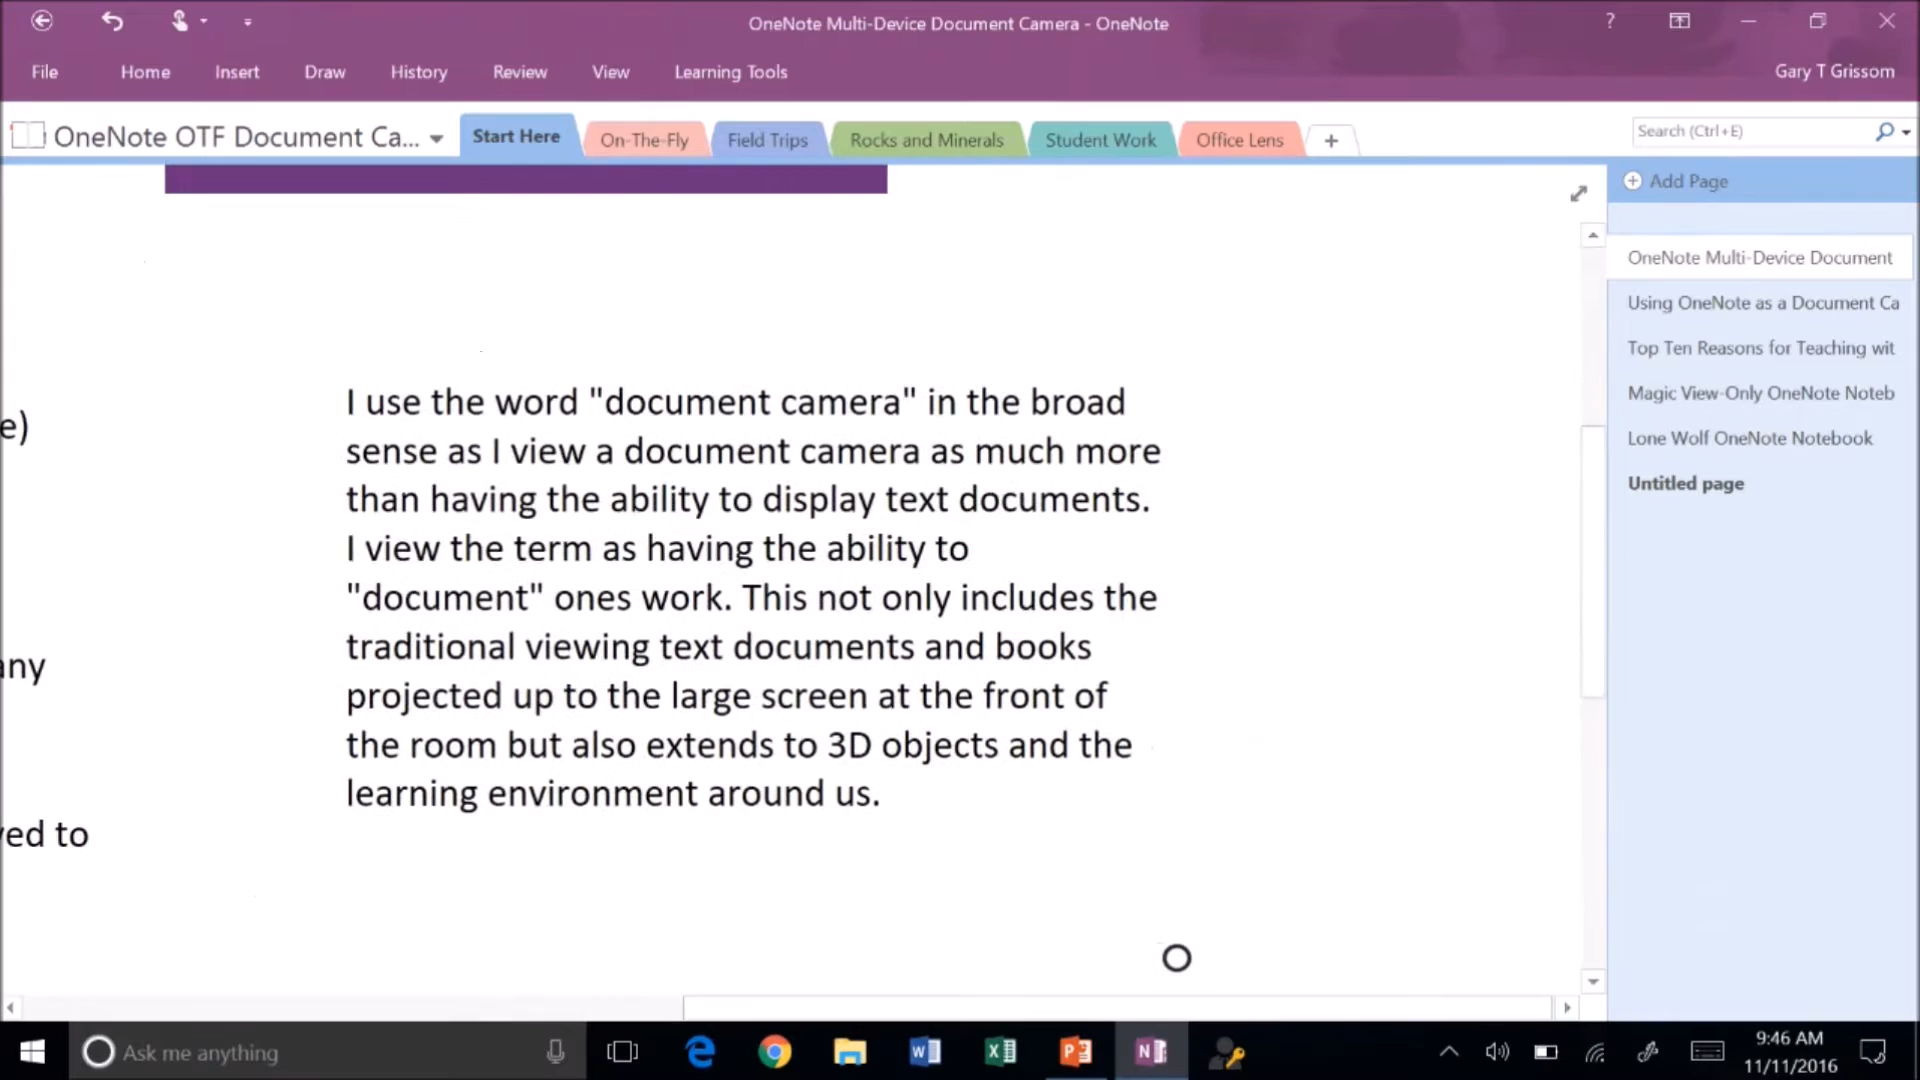 OneNote Multi-Device Document Camera - OneNote
?
File Home Insert Draw History Review View Learning Tools
Gary T Grissom
OneNote OTF Document Ca...
Start Here
On-The-Fly
Field Trips
Rocks and Minerals
Student Work
Office Lens
Search (Ctrl+E)
Add Page
OneNote Multi-Device Document
Using OneNote as a Document Ca
Top Ten Reasons for Teaching wit
Magic View-Only OneNote Noteb
Lone Wolf OneNote Notebook
Untitled page
e)
any
ved to
I use the word "document camera" in the broad
sense as I view a document camera as much more
than having the ability to display text documents.
I view the term as having the ability to
"document" ones work. This not only includes the
traditional viewing text documents and books
projected up to the large screen at the front of
the room but also extends to 3D objects and the
learning environment around us.
Ask me anything
9:46 AM
11/11/2016